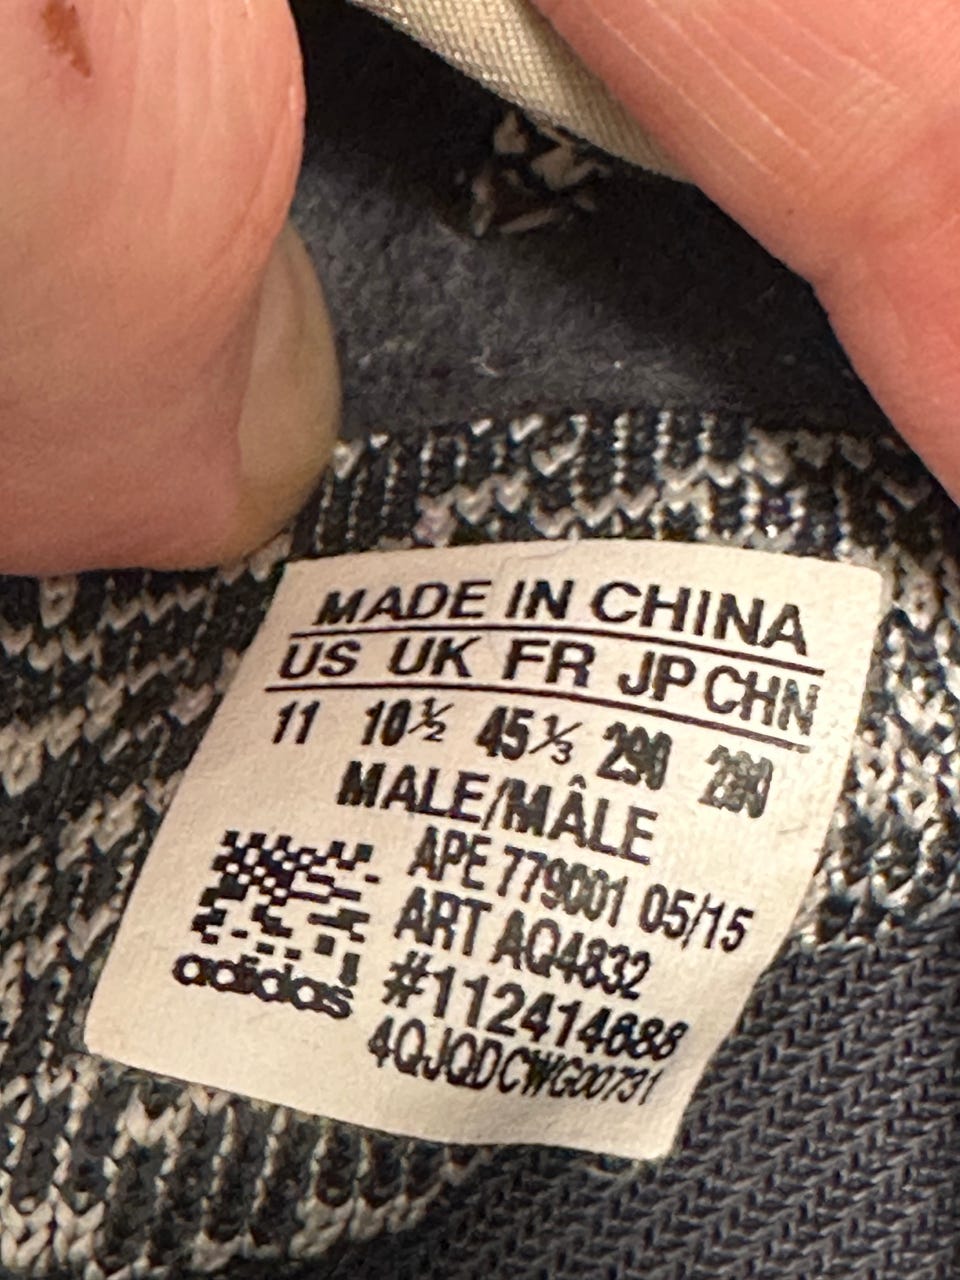 MADE IN CHINA
US UK FR JP CHN
11 10½ 45⅓ 290 290
MALE/MÂLE
APE 779001 05/15
ART AQ4832
#112414688
4QJQDCWG00731
adidas